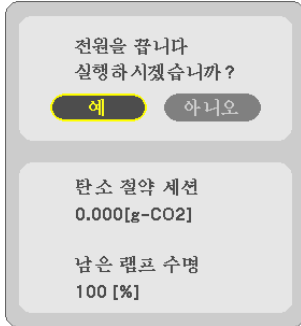 전원을 끕니다
실행하시겠습니까?
예
아니오
탄소 절약 세션
0.000[g-CO2]
남은 램프 수명
100 [%]